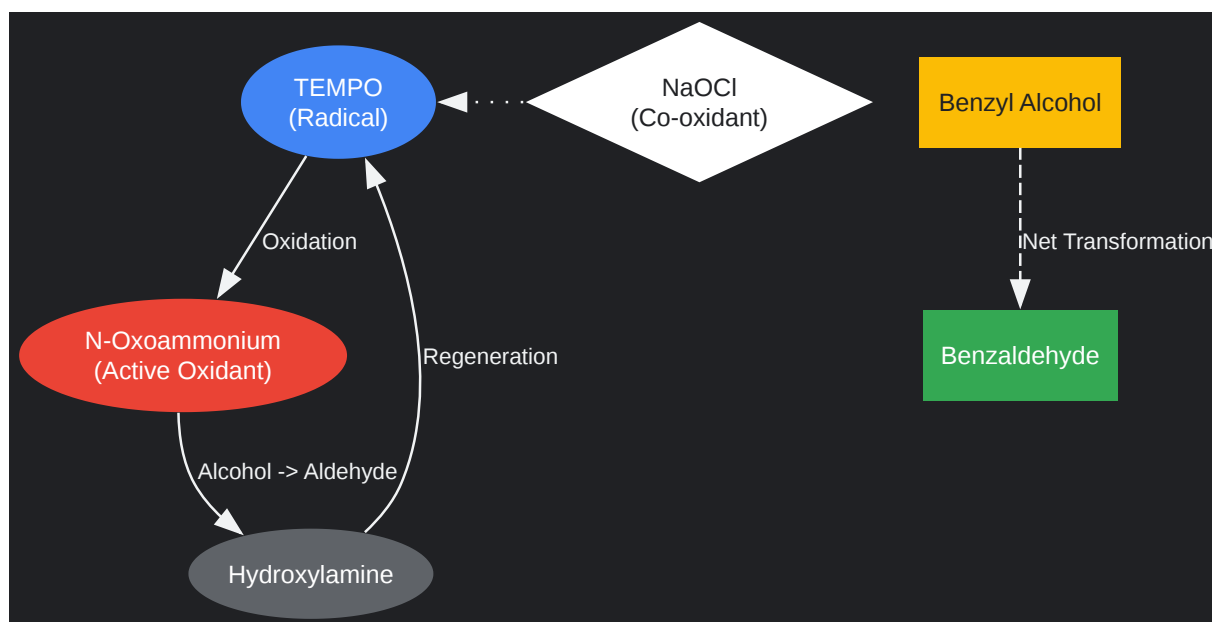 TEMPO
(Radical)
NaOCl
(Co-oxidant)
Benzyl Alcohol
Oxidation
Net Transformation
N-Oxoammonium
(Active Oxidant)
Regeneration
Benzaldehyde
Alcohol -> Aldehyde
Hydroxylamine